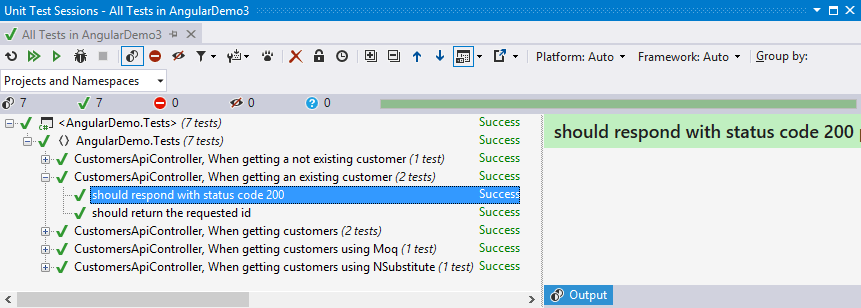 Unit Test Sessions - All Tests in AngularDemo3
All Tests in AngularDemo3
Platform: Auto Framework: Auto Group by:
Projects and Namespaces
7 7 0 0 0
<AngularDemo.Tests> (7 tests) Success
AngularDemo.Tests (7 tests) Success
CustomersApiController, When getting a not existing customer (1 test) Success
CustomersApiController, When getting an existing customer (2 tests) Success
should respond with status code 200 Success
should return the requested id Success
CustomersApiController, When getting customers (2 tests) Success
CustomersApiController, When getting customers using Moq (1 test) Success
CustomersApiController, When getting customers using NSubstitute (1 test) Success
should respond with status code 200 p
Output